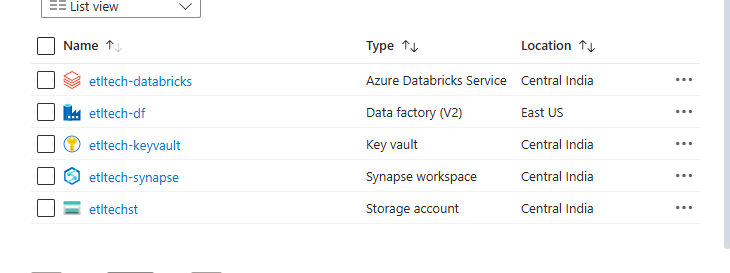 List view
Name Type Location
etltech-databricks Azure Databricks Service Central India
etltech-df Data factory (V2) East US
etltech-keyvault Key vault Central India
etltech-synapse Synapse workspace Central India
etltechst Storage account Central India